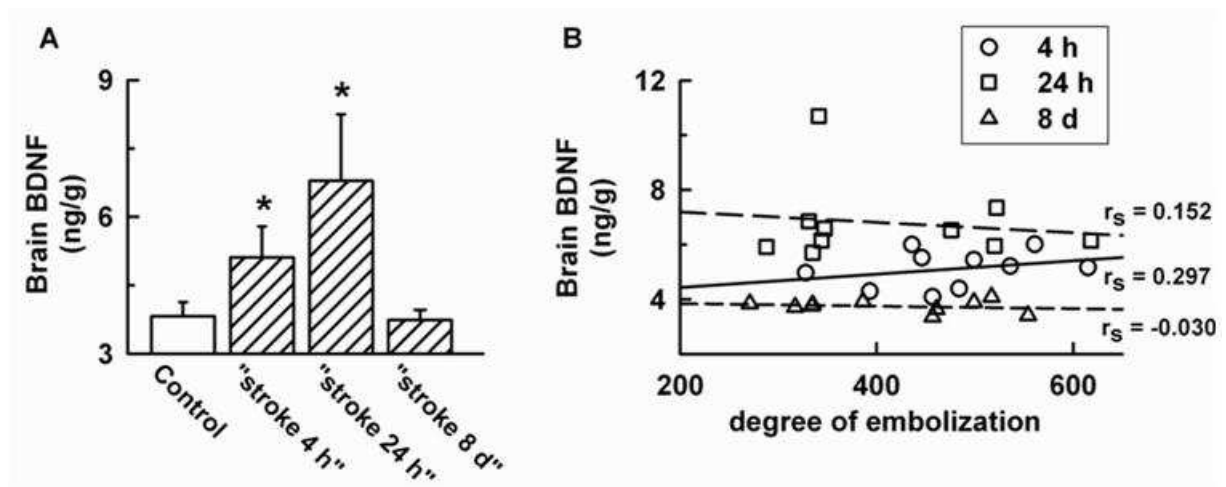 A
Brain BDNF
(ng/g)
9
6
3
*
*
Control
"stroke 4 h"
"stroke 24 h"
"stroke 8 d"
B
4 h
24 h
8 d
Brain BDNF
(ng/g)
12
8
4
rs = 0.152
rs = 0.297
rs = -0.030
200
400
600
degree of embolization